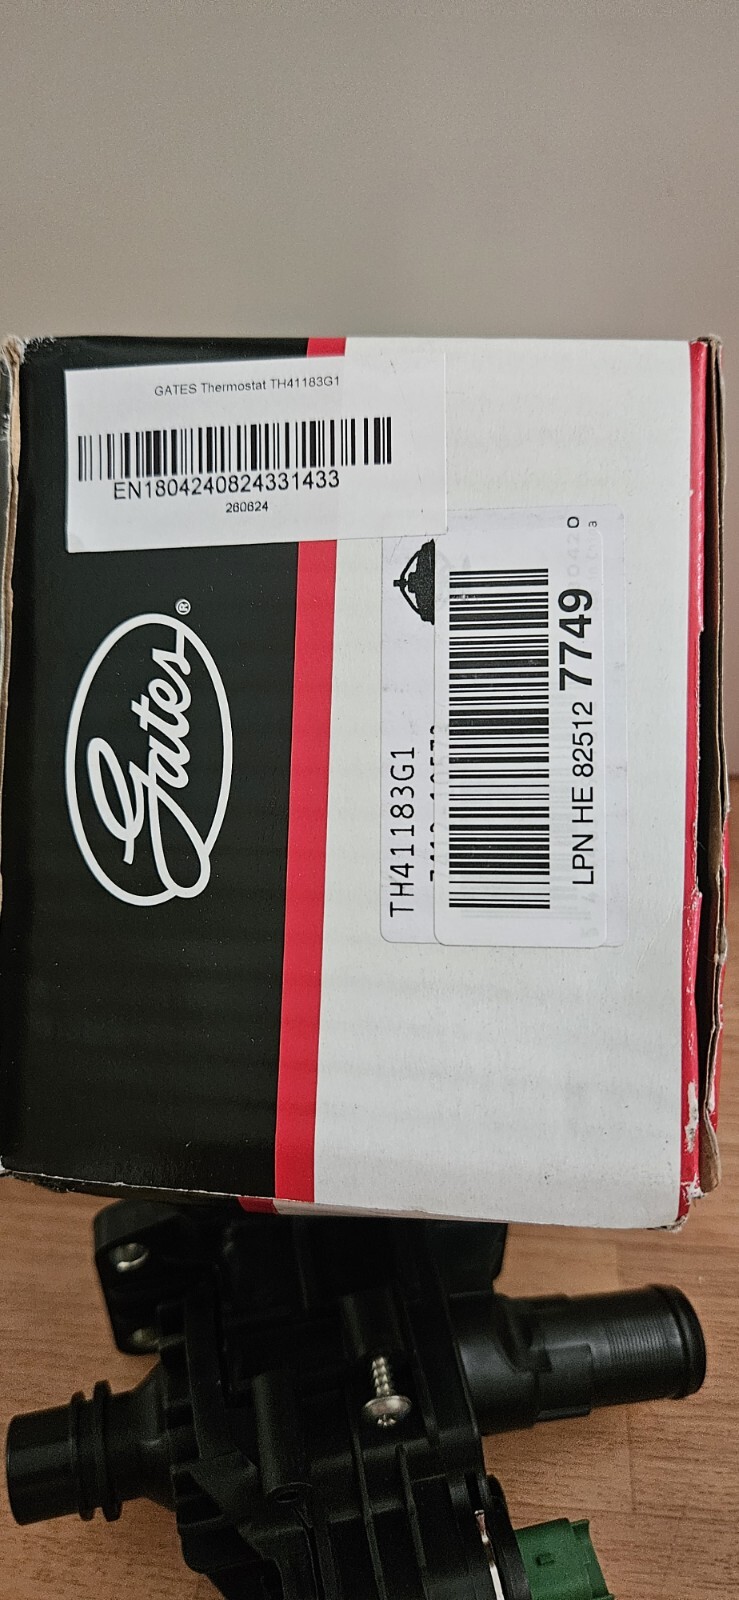 GATES Thermostat TH41183G1
EN1804240824331433
260624
Gates®
TH41183G1
LPN HE 82512 7749